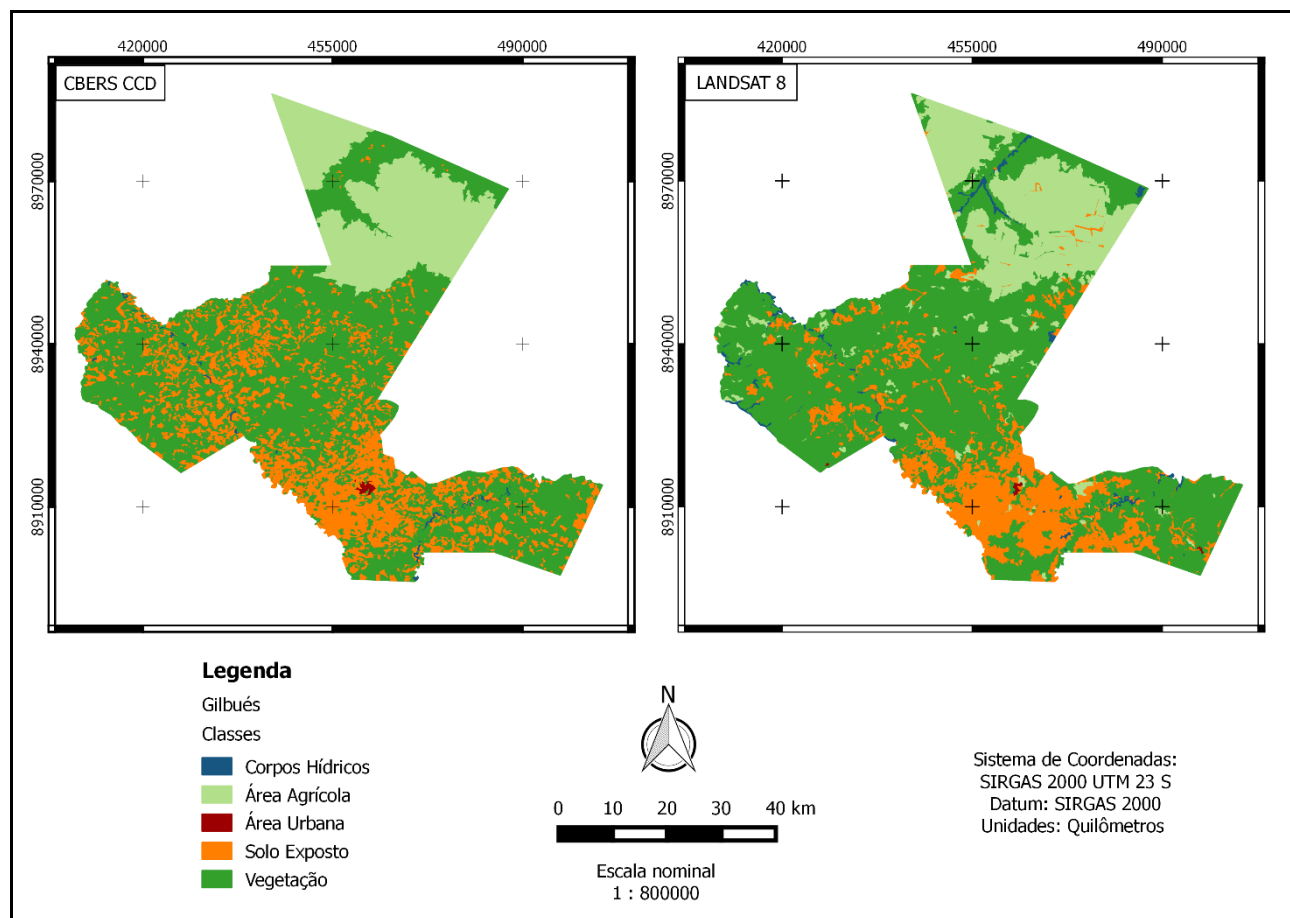 420000 455000 490000
CBERS CCD
8970000
8940000
8910000
420000 455000 490000
LANDSAT 8
8970000
8940000
8910000
Legenda
Gilbués
Classes
Corpos Hídricos
Área Agrícola
Área Urbana
Solo Exposto
Vegetação
N
0 10 20 30 40 km
Escala nominal
1 : 800000
Sistema de Coordenadas:
SIRGAS 2000 UTM 23 S
Datum: SIRGAS 2000
Unidades: Quilômetros